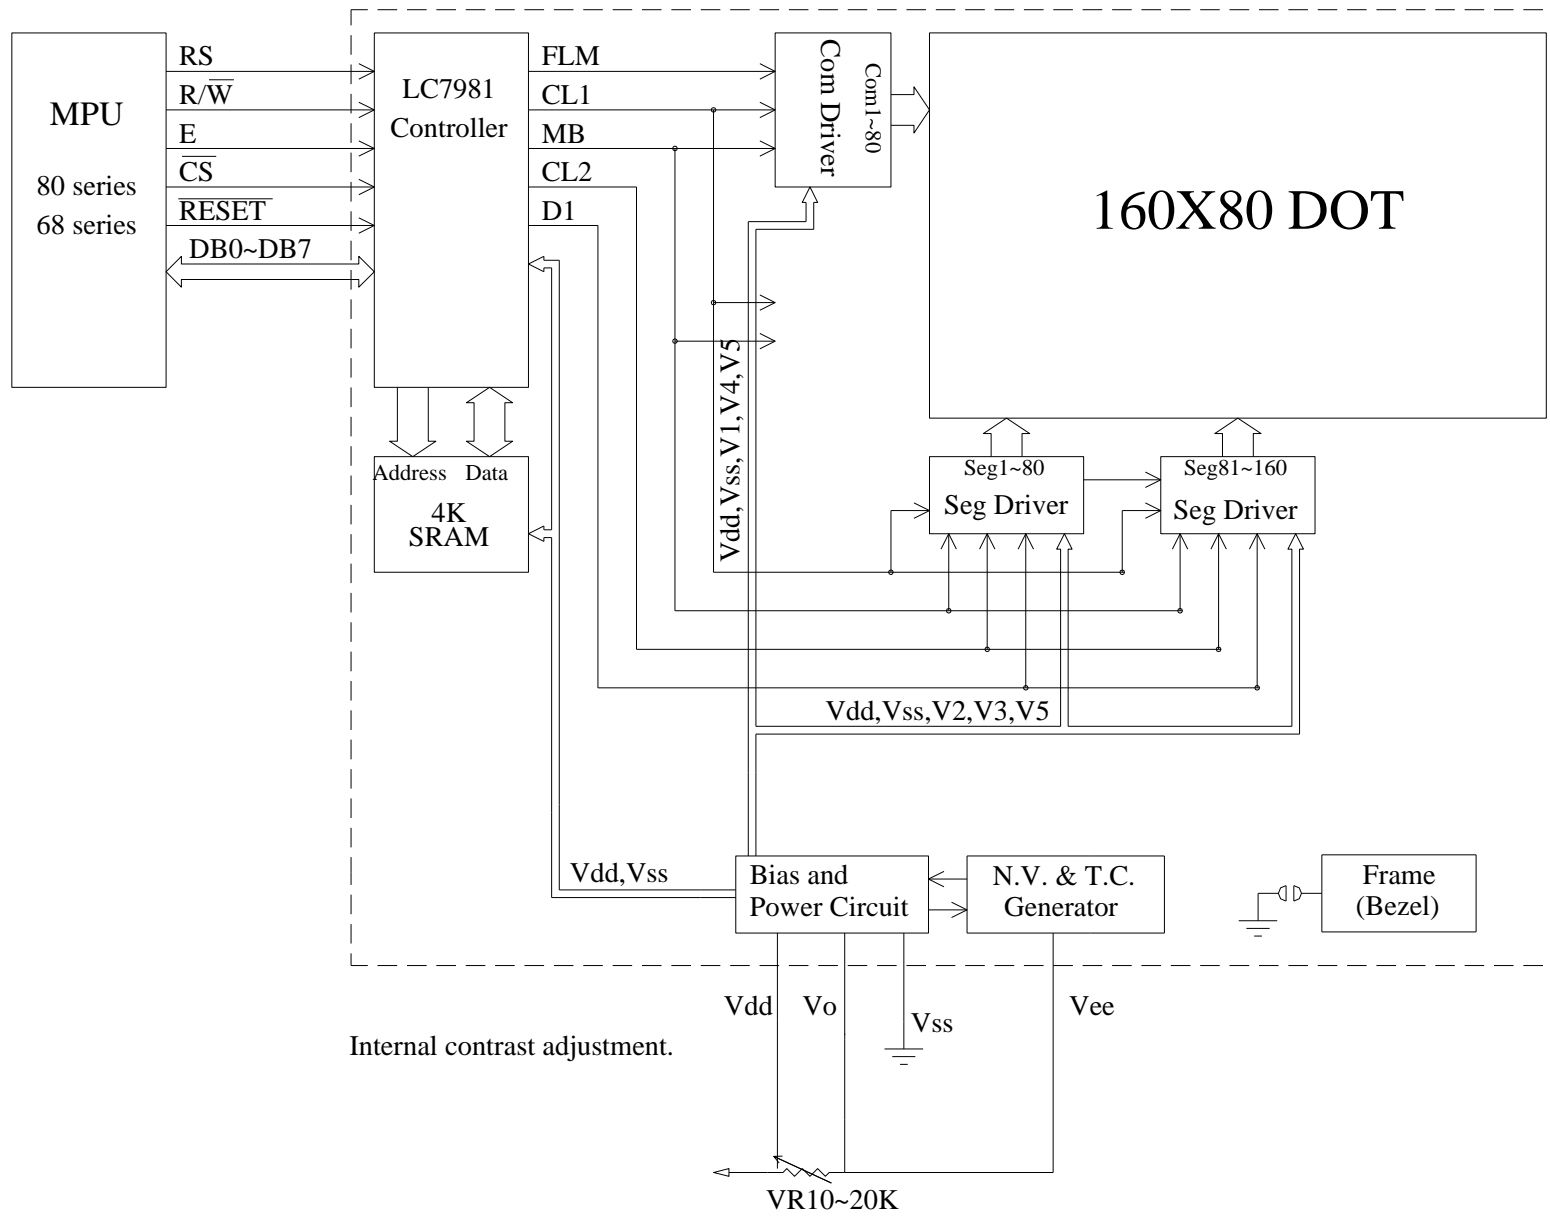 MPU
80 series
68 series
RS
R/W̅
E
C̅S̅
R̅E̅S̅E̅T̅
DB0~DB7
LC7981
Controller
FLM
CL1
MB
CL2
D1
Com Driver
Com1~80
160X80 DOT
Address Data
4K
SRAM
Vdd,Vss,V1,V4,V5
Seg1~80
Seg Driver
Seg81~160
Seg Driver
Vdd,Vss,V2,V3,V5
Vdd,Vss
Bias and
Power Circuit
N.V. & T.C.
Generator
Frame
(Bezel)
Vdd
Vo
Vss
Vee
Internal contrast adjustment.
VR10~20K